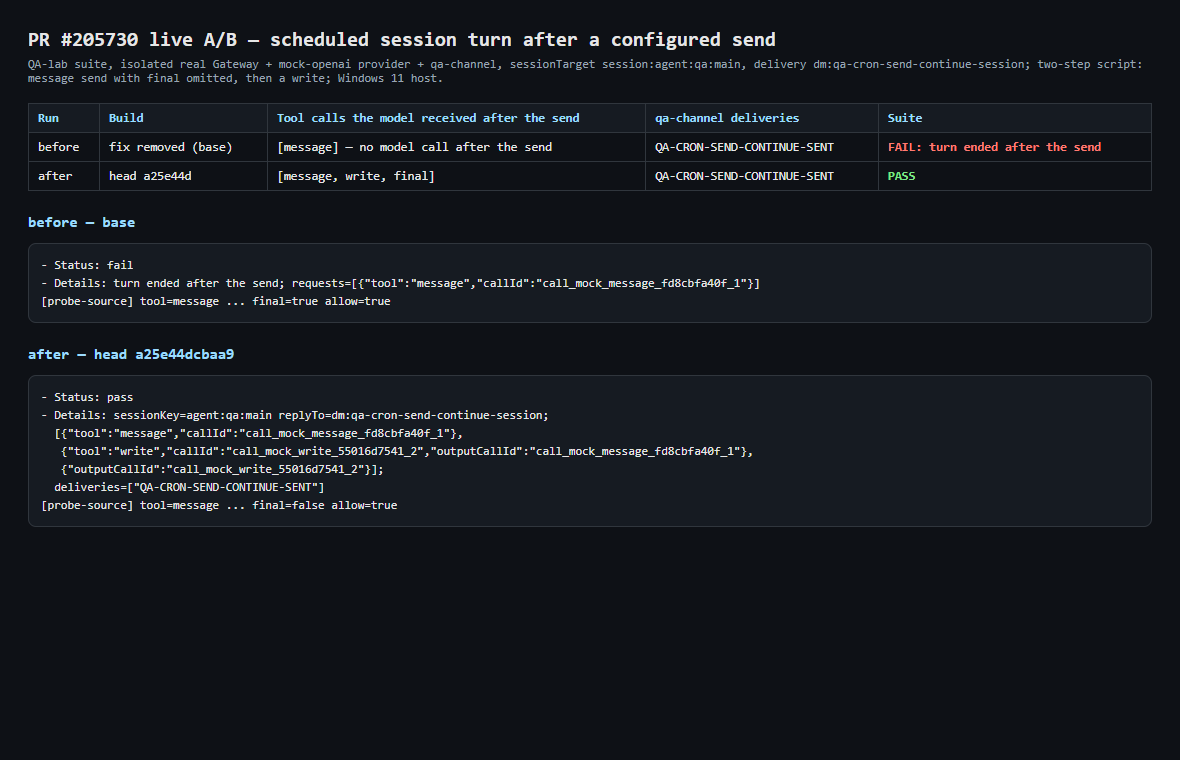 PR #205730 live A/B — scheduled session turn after a configured send
QA-lab suite, isolated real Gateway + mock-openai provider + qa-channel, sessionTarget session:agent:qa:main, delivery dm:qa-cron-send-continue-session; two-step script:
message send with final omitted, then a write; Windows 11 host.
Run Build Tool calls the model received after the send qa-channel deliveries Suite
before fix removed (base) [message] — no model call after the send QA-CRON-SEND-CONTINUE-SENT FAIL: turn ended after the send
after head a25e44d [message, write, final] QA-CRON-SEND-CONTINUE-SENT PASS
before — base
- Status: fail
- Details: turn ended after the send; requests=[{"tool":"message","callId":"call_mock_message_fd8cbfa40f_1"}]
[probe-source] tool=message ... final=true allow=true
after — head a25e44dcbaa9
- Status: pass
- Details: sessionKey=agent:qa:main replyTo=dm:qa-cron-send-continue-session;
[{"tool":"message","callId":"call_mock_message_fd8cbfa40f_1"},
{"tool":"write","callId":"call_mock_write_55016d7541_2","outputCallId":"call_mock_message_fd8cbfa40f_1"},
{"outputCallId":"call_mock_write_55016d7541_2"}];
deliveries=["QA-CRON-SEND-CONTINUE-SENT"]
[probe-source] tool=message ... final=false allow=true